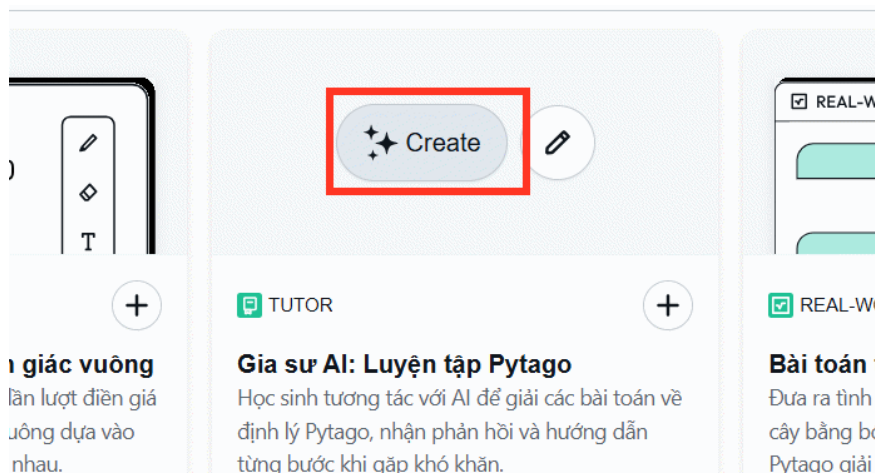 Create
T
REAL-W
TUTOR
REAL-W
giác vuông
Gia sư AI: Luyện tập Pytago
Bài toán
lần lượt điền giá
Học sinh tương tác với AI để giải các bài toán về
Đưa ra tình
uông dựa vào
định lý Pytago, nhận phản hồi và hướng dẫn
cây bằng
nhau.
từng bước khi gặp khó khăn.
Pytago giải